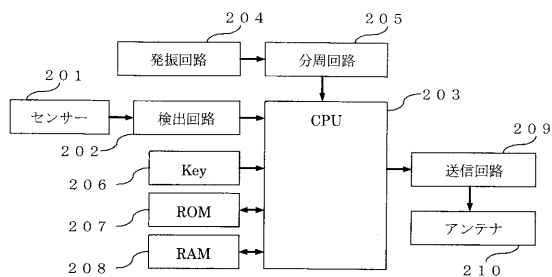 ２０４
２０５
発振回路
分周回路
２０１
２０３
センサー
検出回路
CPU
２０２
２０９
Key
送信回路
２０６
ROM
２０７
アンテナ
RAM
２０８
２１０